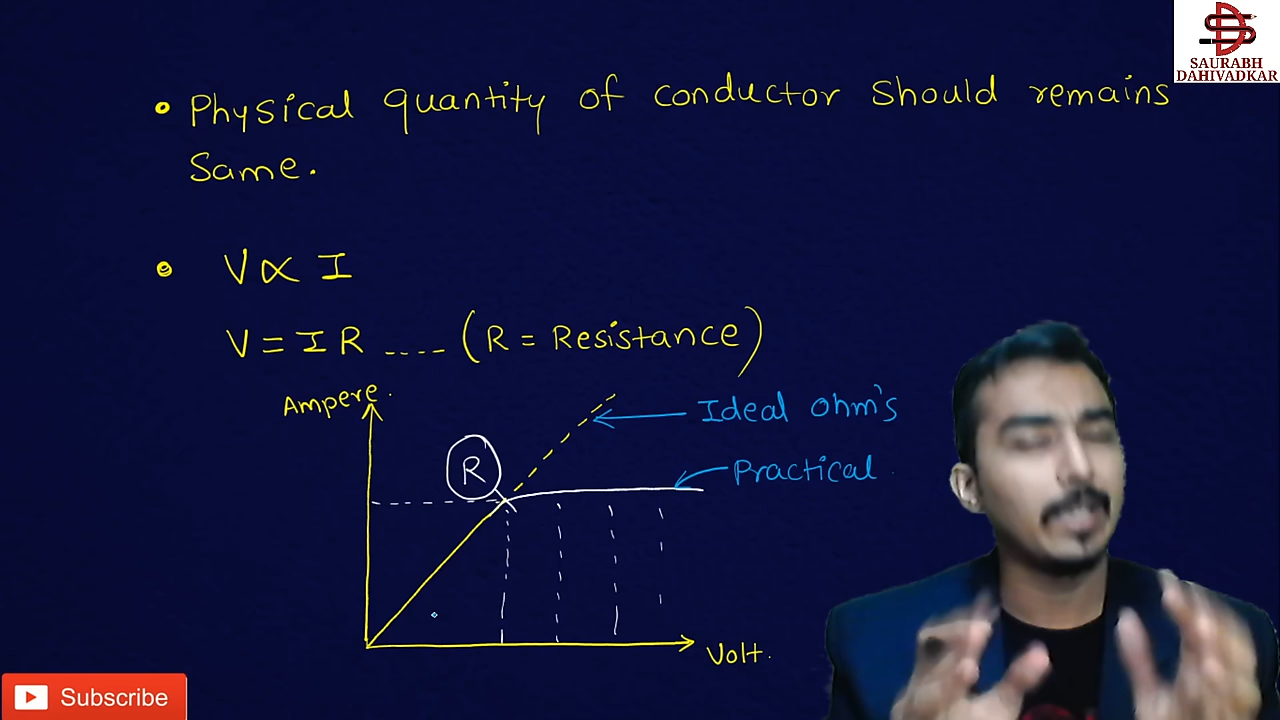 SAURABH
DAHIVADKAR
• Physical quantity of conductor should remains
Same.
• V ∝ I
V = I R ---- (R = Resistance)
Ampere.
Ideal ohm's
R
Practical.
Volt.
Subscribe